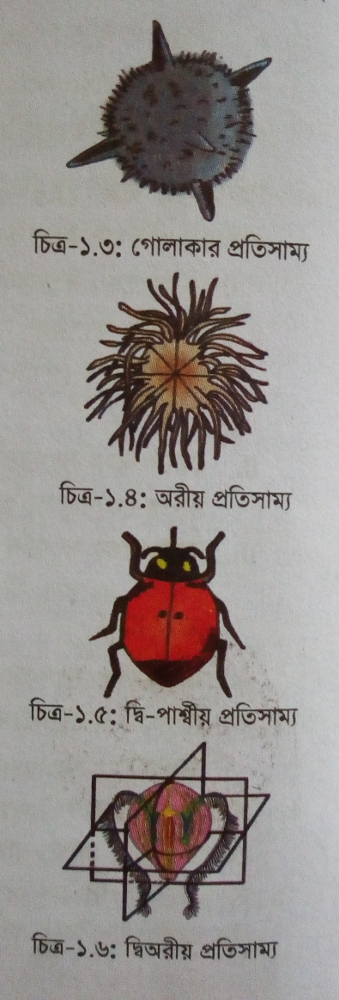 চিত্র-১.৩: গোলাকার প্রতিসাম্য
চিত্র-১.৪: অরীয় প্রতিসাম্য
চিত্র-১.৫: দ্বি-পার্শ্বীয় প্রতিসাম্য
চিত্র-১.৬: দ্বিঅরীয় প্রতিসাম্য